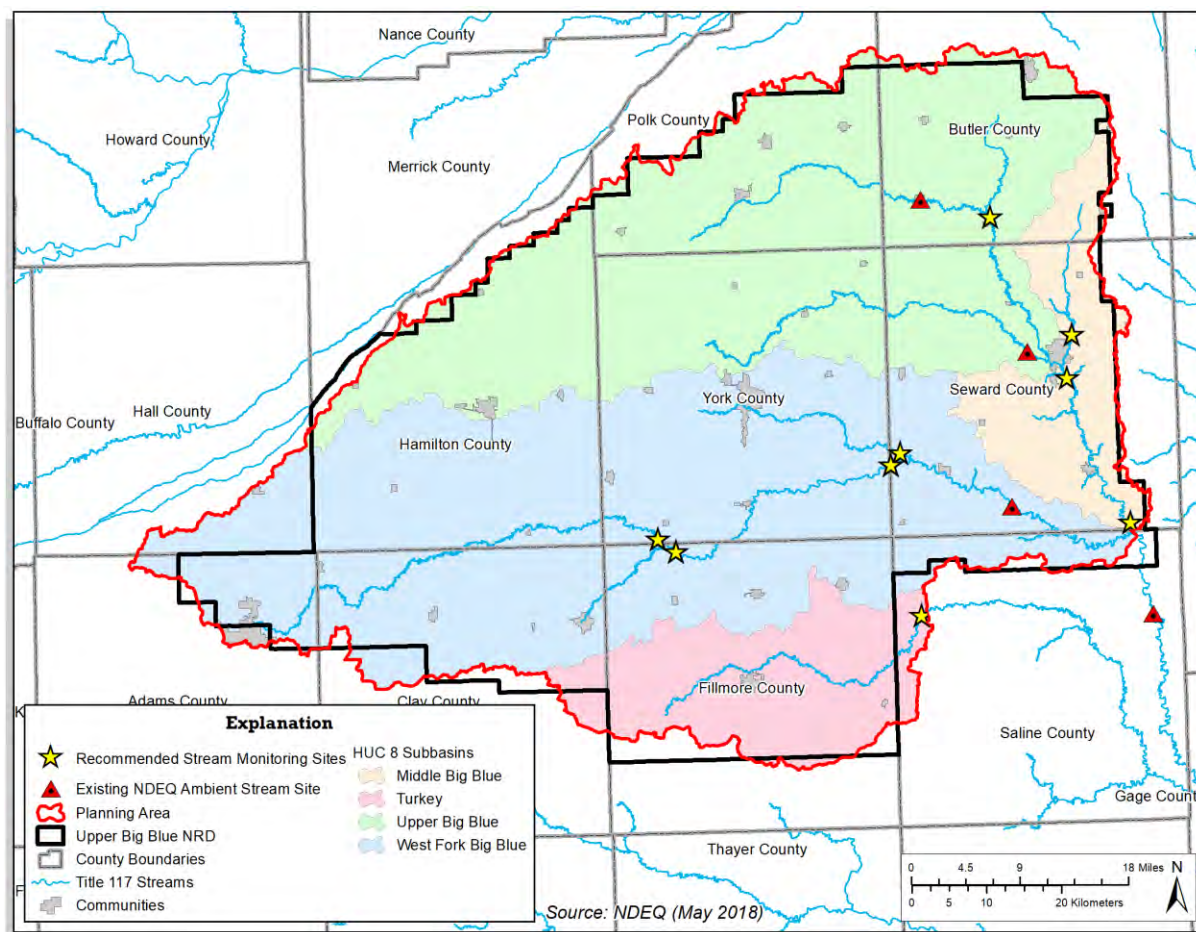 Nance County
Polk County
Butler County
Howard County
Merrick County
York County
Seward County
Hall County
Buffalo County
Hamilton County
Adams County
Clay County
Fillmore County
Saline County
Gage Count
Thayer County
K
F
Explanation
Recommended Stream Monitoring Sites
Existing NDEQ Ambient Stream Site
Planning Area
Upper Big Blue NRD
County Boundaries
Title 117 Streams
Communities
HUC 8 Subbasins
Middle Big Blue
Turkey
Upper Big Blue
West Fork Big Blue
Source: NDEQ (May 2018)
0 4.5 9 18 Miles
0 5 10 20 Kilometers
N